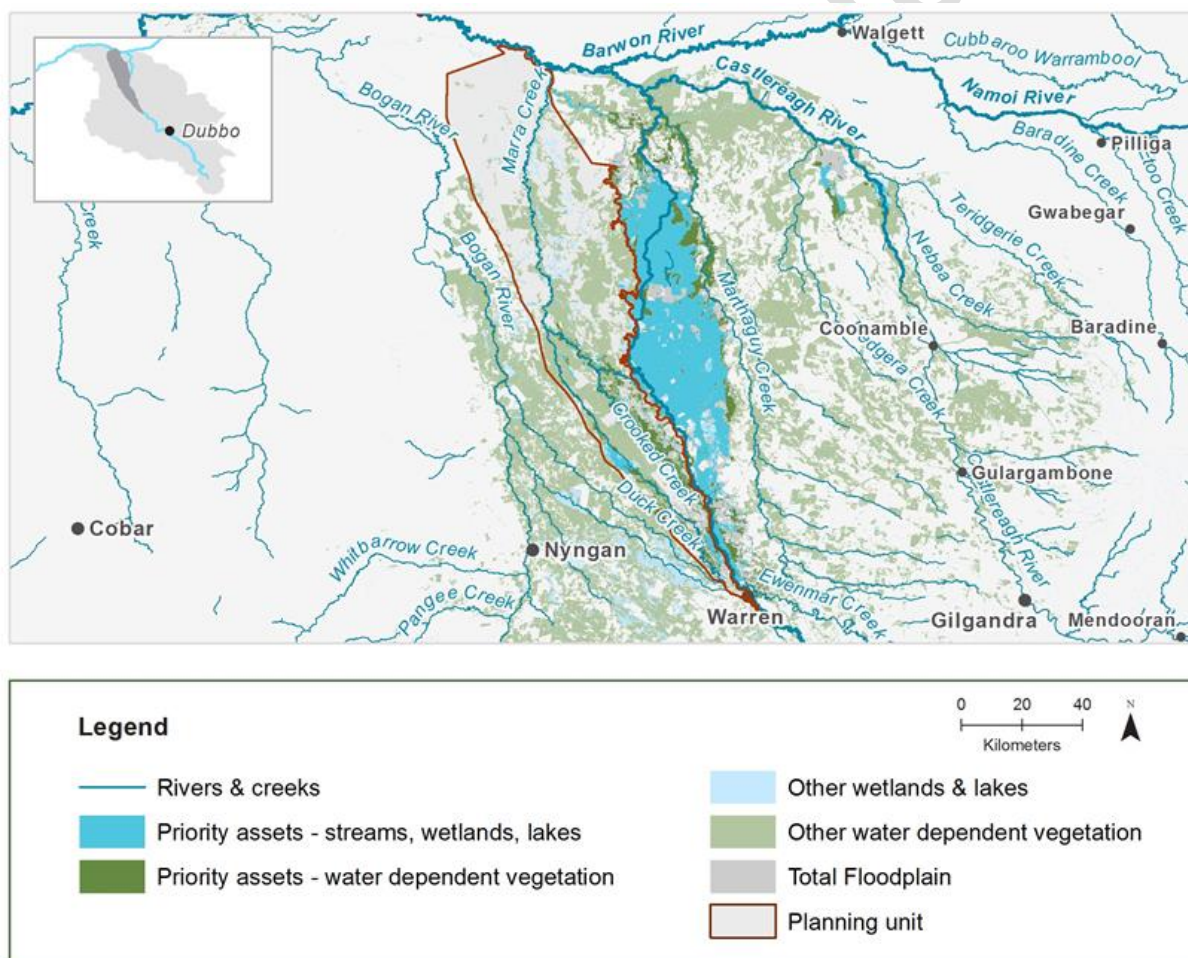 Dubbo
Barwon River
Walgett
Cubbaroo Warrambool
Castlereagh River
Namoi River
Bogan River
Marra Creek
Pilliga
Baradine Creek
Etoo Creek
Gwabegar
Creek
Teridgerie Creek
Nebea Creek
Bogan River
Marthaguy Creek
Coonamble
Baradine
Crooked Creek
Gulargambone
Castlereagh River
Duck Creek
Cobar
Nyngan
Whitbarrow Creek
Pangee Creek
Warren
Ewenmar Creek
Gilgandra
Mendooran
Legend
0 20 40
Kilometers
N
Rivers & creeks
Priority assets - streams, wetlands, lakes
Priority assets - water dependent vegetation
Other wetlands & lakes
Other water dependent vegetation
Total Floodplain
Planning unit